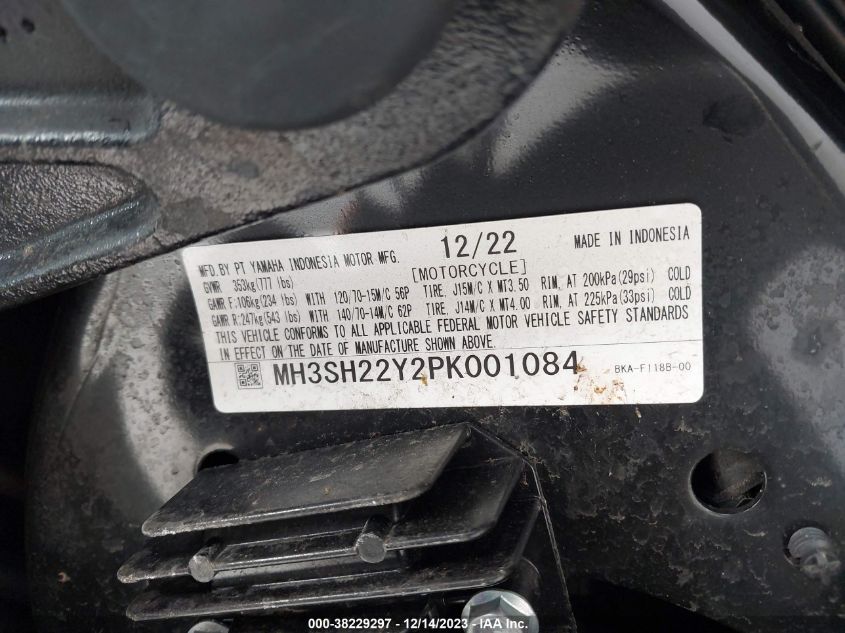 MFD. BY PT YAMAHA INDONESIA MOTOR MFG. 12/22 MADE IN INDONESIA
GVWR 353kg(777 lbs) [MOTORCYCLE]
GAWR F:106kg(234 lbs) WITH 120/70-15M/C 56P TIRE, J15M/C X MT3.50 RIM, AT 200kPa(29psi) COLD
GAWR R:247kg(543 lbs) WITH 140/70-14M/C 62P TIRE, J14M/C X MT4.00 RIM, AT 225kPa(33psi) COLD
THIS VEHICLE CONFORMS TO ALL APPLICABLE FEDERAL MOTOR VEHICLE SAFETY STANDARDS
IN EFFECT ON THE DATE OF MANUFACTURE SHOWN ABOVE.
MH3SH22Y2PK001084 BKA-F118B-00
000-38229297 - 12/14/2023 - © IAA Inc.